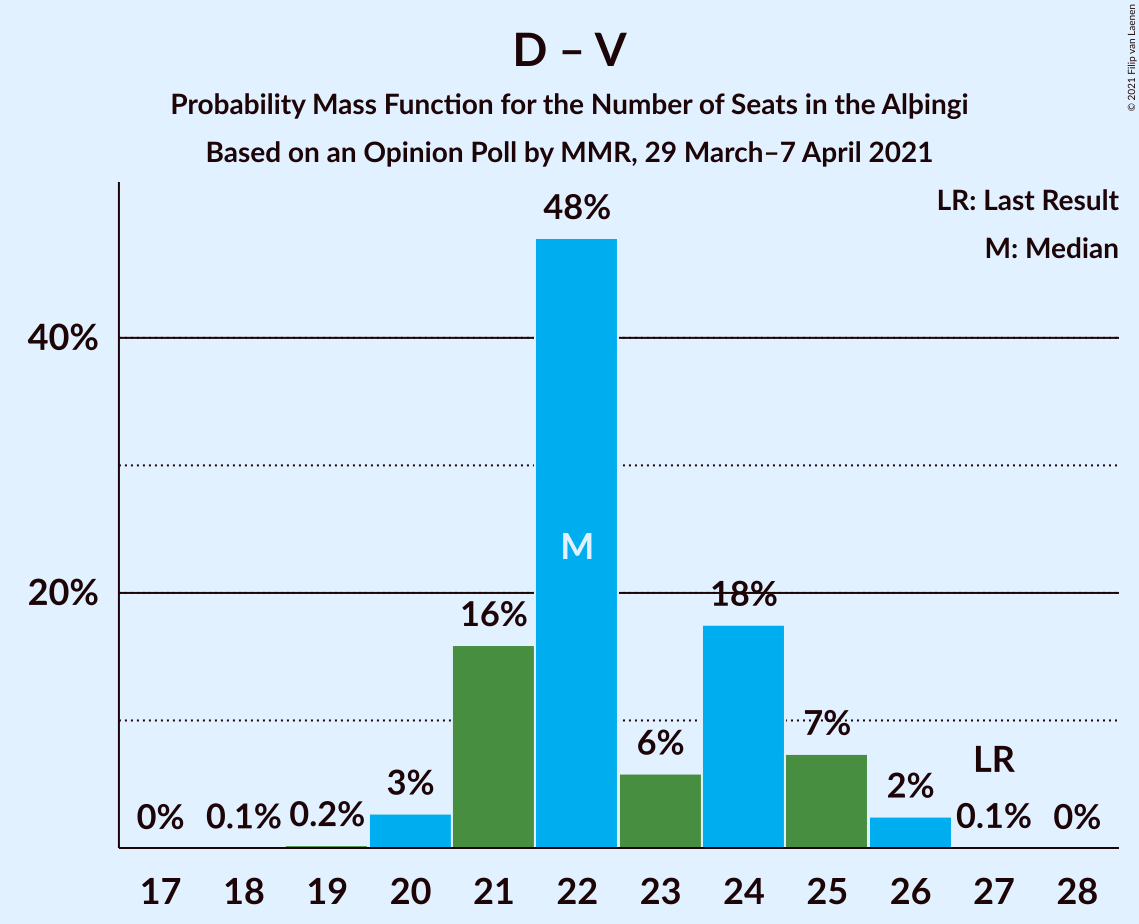 D – V
Probability Mass Function for the Number of Seats in the Alþingi
Based on an Opinion Poll by MMR, 29 March–7 April 2021
© 2021 Filip van Laenen
LR: Last Result
M: Median
48%
40%
M
20%
16%
18%
6%
7%
3%
2%
LR
0%
0.1%
0.2%
0.1%
0%
17 18 19 20 21 22 23 24 25 26 27 28